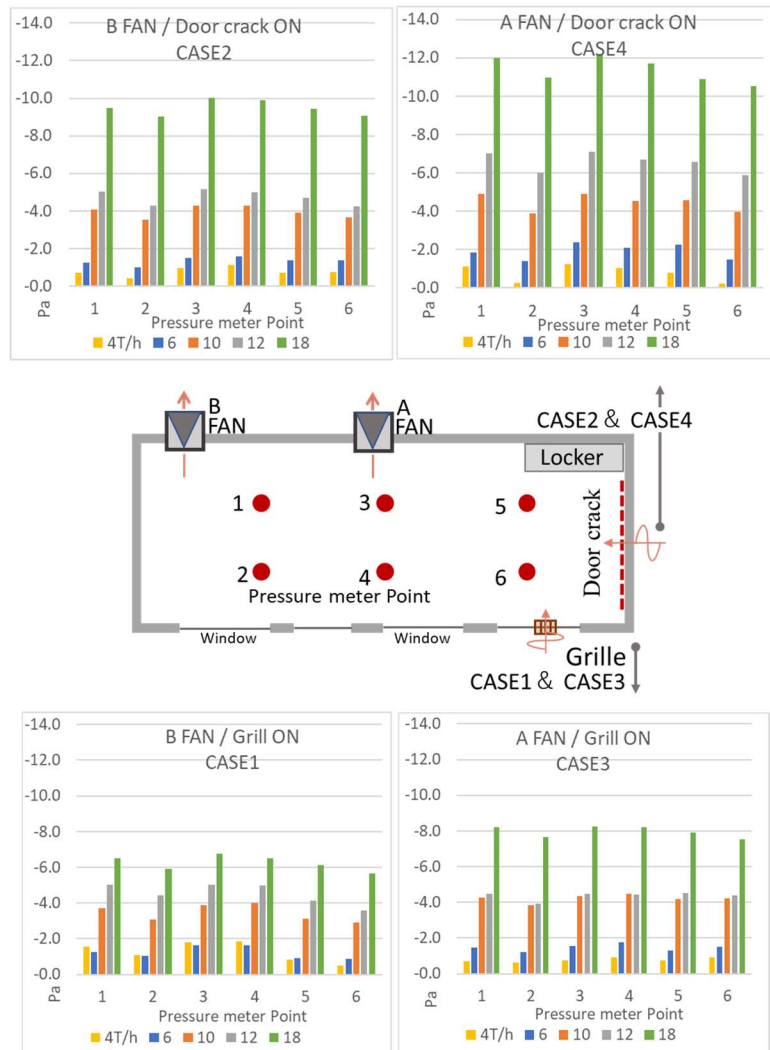 B FAN / Door crack ON
CASE2
-14.0
-12.0
-10.0
-8.0
-6.0
-4.0
-2.0
-0.0
Pa
1 2 3 4 5 6
Pressure meter Point
4T/h 6 10 12 18
A FAN / Door crack ON
CASE4
-14.0
-12.0
-10.0
-8.0
-6.0
-4.0
-2.0
-0.0
Pa
1 2 3 4 5 6
Pressure meter Point
4T/h 6 10 12 18
B
FAN
A
FAN
CASE2 & CASE4
Locker
1 3 5
Door crack
2 4 6
Pressure meter Point
Window Window
Grille
CASE1 & CASE3
B FAN / Grill ON
CASE1
-14.0
-12.0
-10.0
-8.0
-6.0
-4.0
-2.0
-0.0
Pa
1 2 3 4 5 6
Pressure meter Point
4T/h 6 10 12 18
A FAN / Grill ON
CASE3
-14.0
-12.0
-10.0
-8.0
-6.0
-4.0
-2.0
-0.0
Pa
1 2 3 4 5 6
Pressure meter Point
4T/h 6 10 12 18